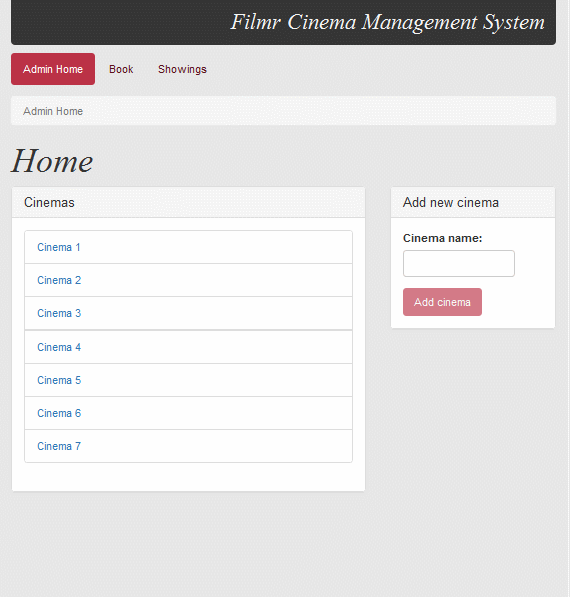 Filmr Cinema Management System
Admin Home Book Showings
Admin Home
Home
Cinemas
Cinema 1
Cinema 2
Cinema 3
Cinema 4
Cinema 5
Cinema 6
Cinema 7
Add new cinema
Cinema name:
Add cinema